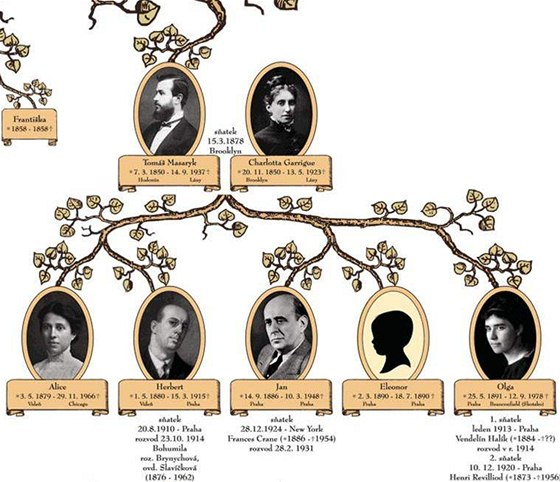 Františka
*1858 - 1858†
sňatek
15.3.1878
Brooklyn
Tomáš Masaryk
*7. 3. 1850 - 14. 9. 1937†
Hodonín Lány
Charlotta Garrigue
*20. 11. 1850 - 13. 5. 1923†
Brooklyn Lány
Alice
*3. 5. 1879 - 29. 11. 1966†
Vídeň Chicago
Herbert
*1. 5. 1880 - 15. 3. 1915†
Vídeň Praha
Jan
*14. 9. 1886 - 10. 3. 1948†
Praha Praha
Eleonor
*2. 3. 1890 - 18. 7. 1890†
Praha Praha
Olga
*25. 5. 1891 - 12. 9. 1978†
Praha
sňatek
20.8.1910 - Praha
rozvod 23.10. 1914
Bohumila
roz. Brynychová,
ovd. Slavíčková
(1876 - 1962)
sňatek
28.12.1924 - New York
Frances Crane (*1886 -†1954)
rozvod 28.2. 1931
1. sňatek
leden 1913 - Praha
Vendelín Halík (*1884 -†??)
rozvod v r. 1914
2. sňatek
10. 12. 1920 - Praha
Henri Revilliod (*1873 -†1956